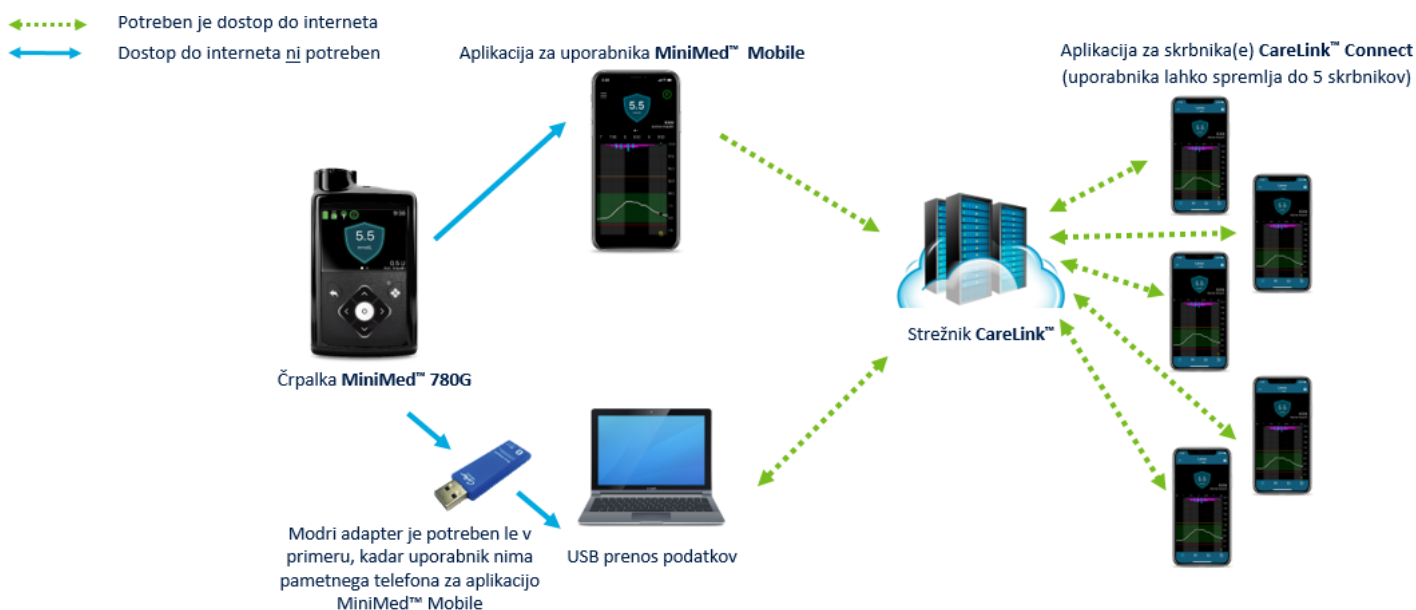 Potreben je dostop do interneta
Dostop do interneta ni potreben
Aplikacija za uporabnika MiniMed™ Mobile
Aplikacija za skrbnika(e) CareLink™ Connect
(uporabnika lahko spremlja do 5 skrbnikov)
5.5
5.5
Črpalka MiniMed™ 780G
Strežnik CareLink™
Modri adapter je potreben le v
primeru, kadar uporabnik nima
pametnega telefona za aplikacijo
MiniMed™ Mobile
USB prenos podatkov